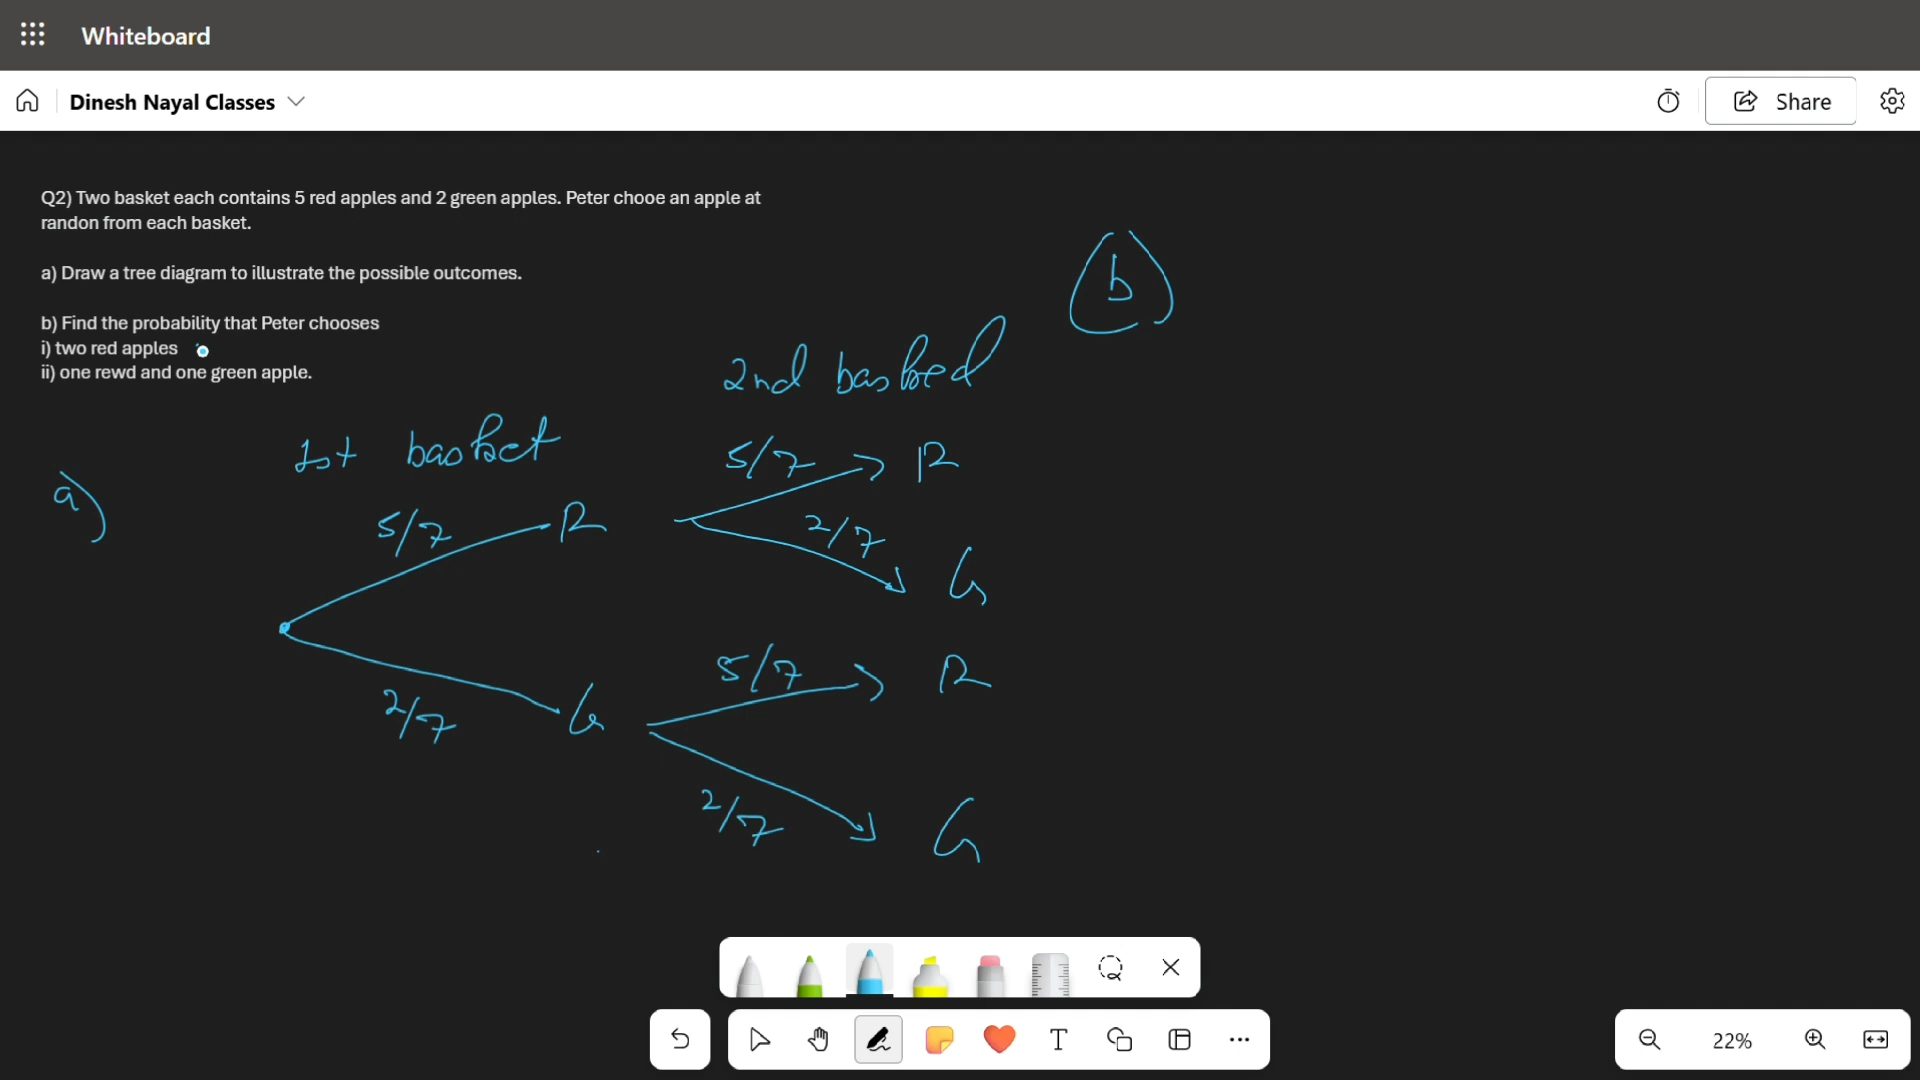 Whiteboard
Dinesh Nayal Classes
Share
Q2) Two basket each contains 5 red apples and 2 green apples. Peter chooe an apple at
randon from each basket.
a) Draw a tree diagram to illustrate the possible outcomes.
b) Find the probability that Peter chooses
i) two red apples
ii) one rewd and one green apple.
b
2nd basked
1st basket
a)
5/7 R
5/7 R
2/7 G
2/7 G
5/7 R
2/7 G
22%